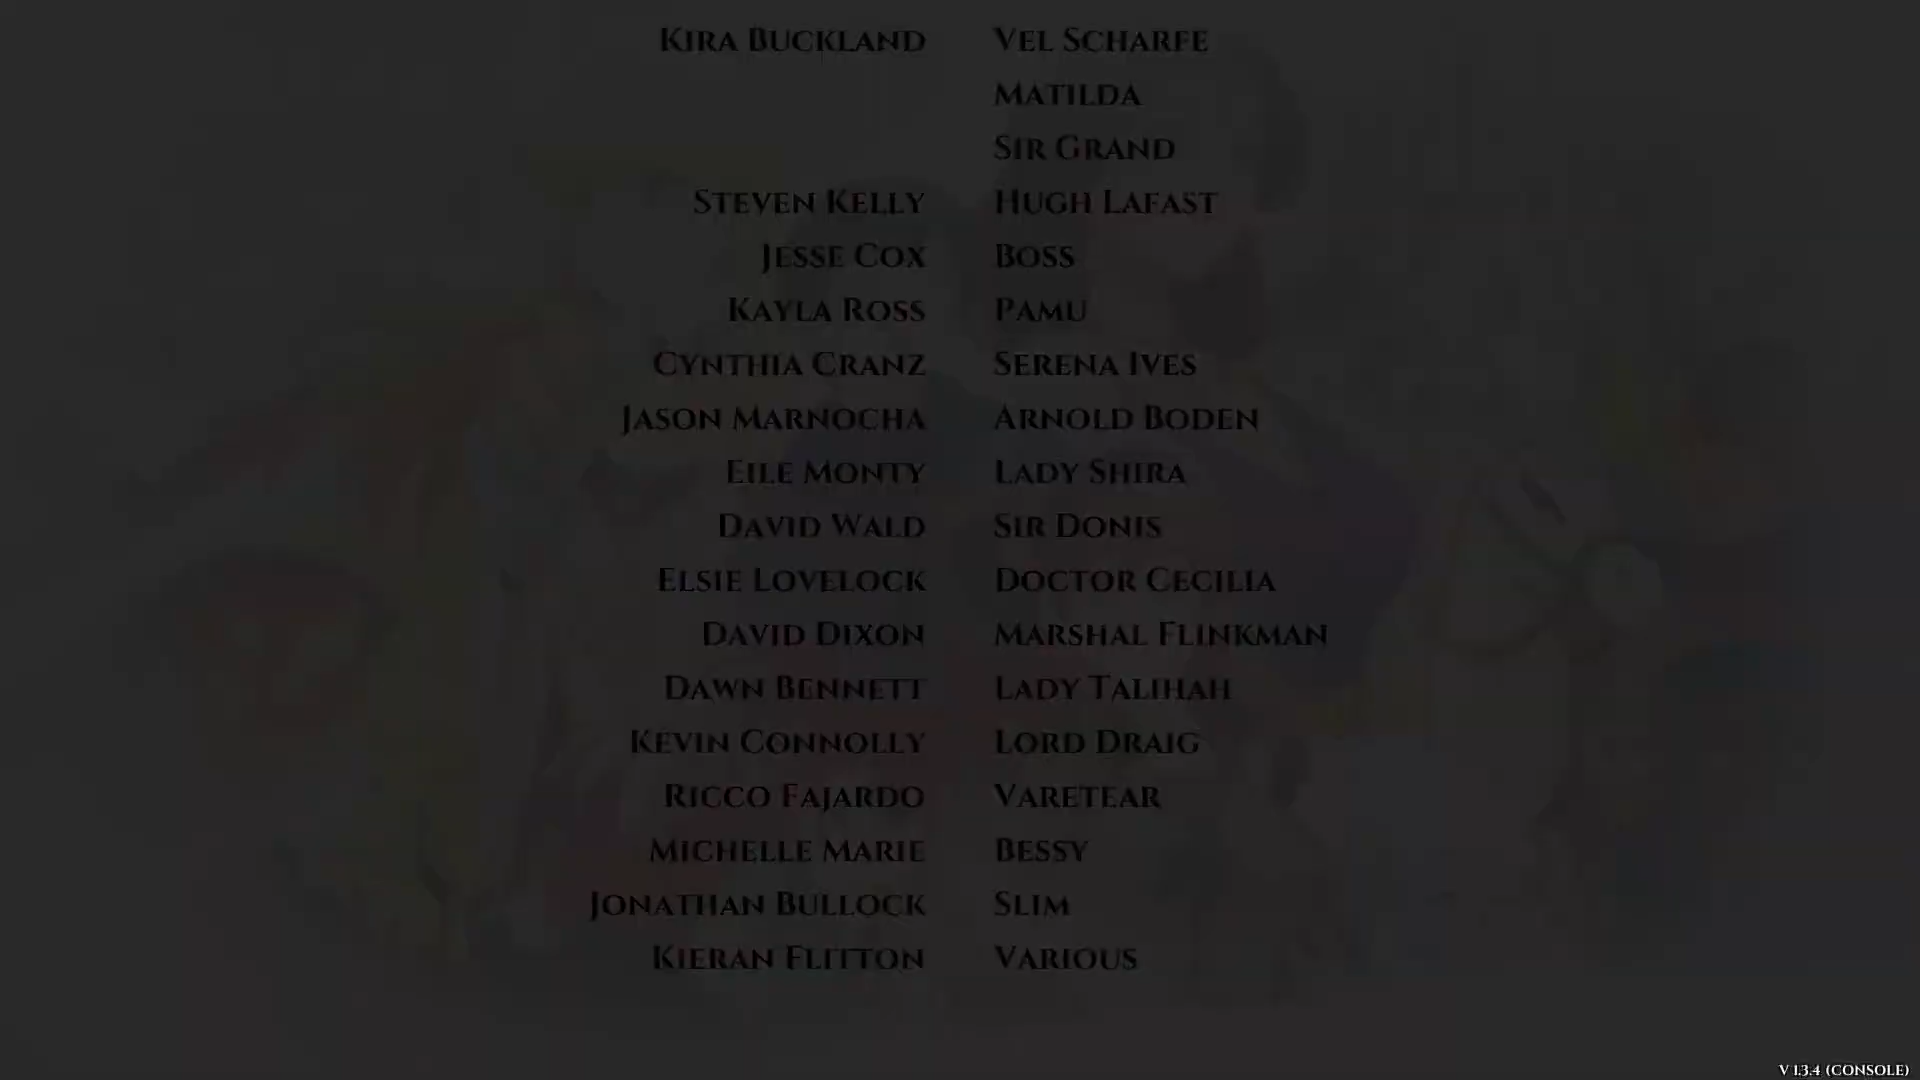 KIRA BUCKLAND VEL SCHARFE
MATILDA
SIR GRAND
STEVEN KELLY HUGH LAFAST
JESSE COX BOSS
KAYLA ROSS PAMU
CYNTHIA CRANZ SERENA IVES
JASON MARNOCHA ARNOLD BODEN
EILE MONTY LADY SHIRA
DAVID WALD SIR DONIS
ELSIE LOVELOCK DOCTOR CECILIA
DAVID DIXON MARSHAL FLINKMAN
DAWN BENNETT LADY TALIHAH
KEVIN CONNOLLY LORD DRAIG
RICCO FAJARDO VARETEAR
MICHELLE MARIE BESSY
JONATHAN BULLOCK SLIM
KIERAN FLITTON VARIOUS
V 1.3.4 (CONSOLE)